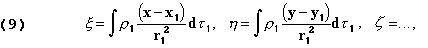 (9) ξ = ∫ ρ₁ (x−x₁)/r₁² dτ₁, η = ∫ ρ₁ (y−y₁)/r₁² dτ₁, ζ = ...,